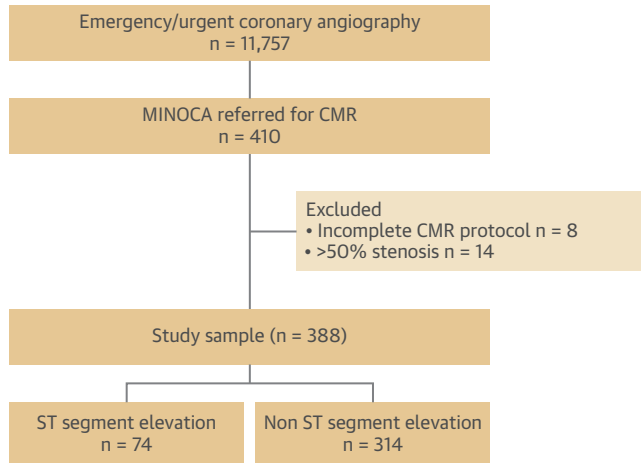 Emergency/urgent coronary angiography
n = 11,757
MINOCA referred for CMR
n = 410
Excluded
• Incomplete CMR protocol n = 8
• >50% stenosis n = 14
Study sample (n = 388)
ST segment elevation
n = 74
Non ST segment elevation
n = 314